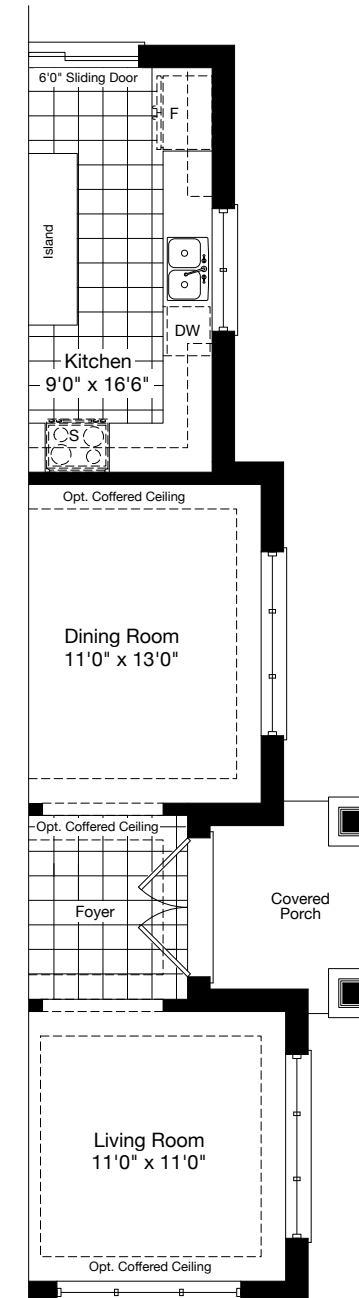 6'0" Sliding Door
F
Island
DW
Kitchen
9'0" x 16'6"
S
Opt. Coffered Ceiling
Dining Room
11'0" x 13'0"
Opt. Coffered Ceiling
Foyer
Covered
Porch
Living Room
11'0" x 11'0"
Opt. Coffered Ceiling